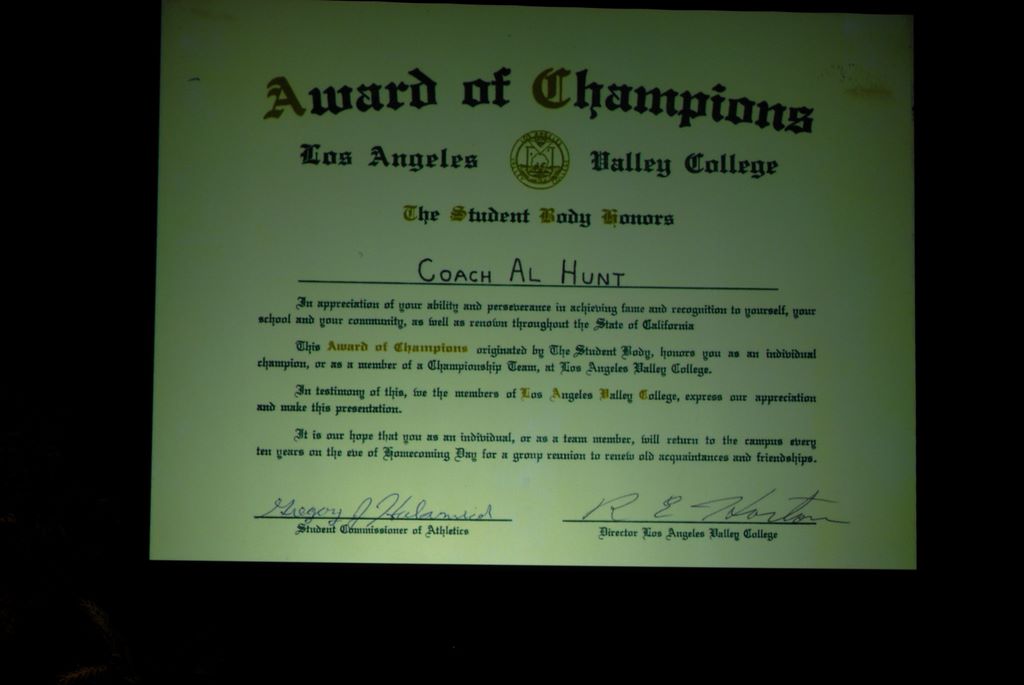 Award of Champions
Los Angeles Valley College
The Student Body Honors
COACH AL HUNT
In appreciation of your ability and perseverance in achieving fame and recognition to yourself, your
school and your community, as well as renown throughout the State of California
This Award of Champions originated by The Student Body, honors you as an individual
champion, or as a member of a Championship Team, at Los Angeles Valley College.
In testimony of this, we the members of Los Angeles Valley College, express our appreciation
and make this presentation.
It is our hope that you as an individual, or as a team member, will return to the campus every
ten years on the eve of Homecoming Day for a group reunion to renew old acquaintances and friendships.
Gregory J R E Horton
Student Commissioner of Athletics Director Los Angeles Valley College